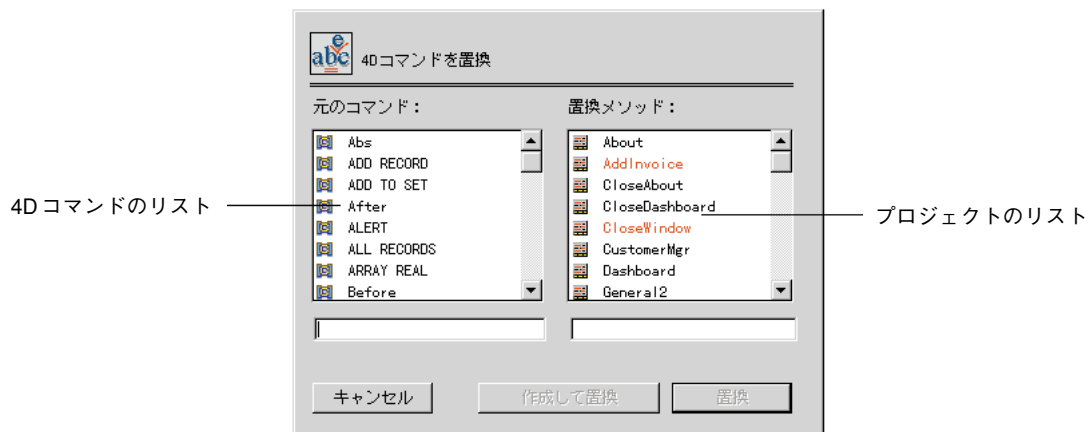 abc
e
4Dコマンドを置換
元のコマンド：
置換メソッド：
Abs
ADD RECORD
ADD TO SET
After
ALERT
ALL RECORDS
ARRAY REAL
Before
About
AddInvoice
CloseAbout
CloseDashboard
CloseWindow
CustomerMgr
Dashboard
General2
4Dコマンドのリスト
プロジェクトのリスト
キャンセル
作成して置換
置換